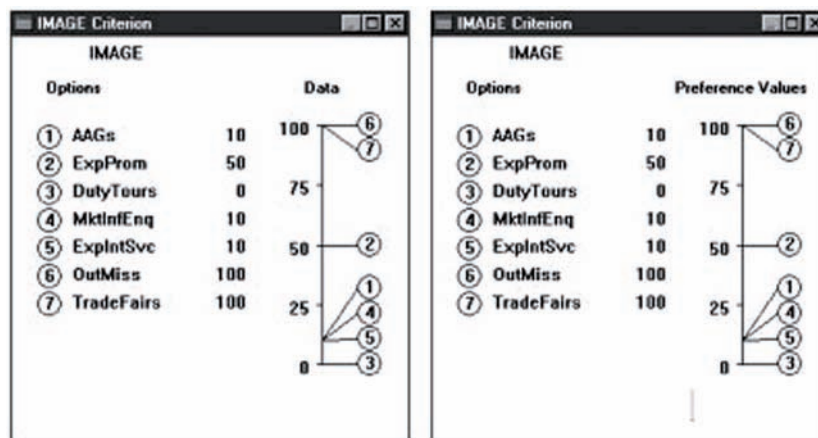 IMAGE Criterion
IMAGE
Options Data
1 AAGs 10
2 ExpProm 50
3 DutyTours 0
4 MktInfEnq 10
5 ExpIntSvc 10
6 OutMiss 100
7 TradeFairs 100
100
75
50
25
0
6
7
2
1
4
5
3
IMAGE Criterion
IMAGE
Options Preference Values
1 AAGs 10
2 ExpProm 50
3 DutyTours 0
4 MktInfEnq 10
5 ExpIntSvc 10
6 OutMiss 100
7 TradeFairs 100
100
75
50
25
0
6
7
2
1
4
5
3